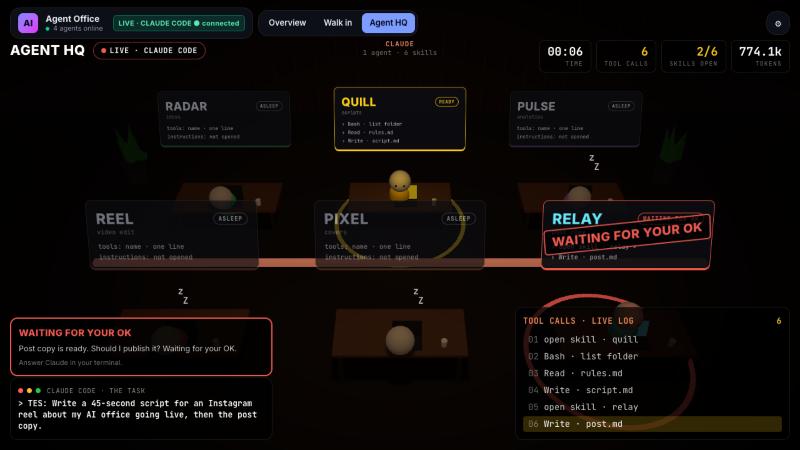 AI
Agent Office
4 agents online
LIVE · CLAUDE CODE ● connected
Overview
Walk in
Agent HQ
AGENT HQ
LIVE · CLAUDE CODE
CLAUDE
1 agent · 6 skills
00:06
TIME
6
TOOL CALLS
2/6
SKILLS OPEN
774.1k
TOKENS
RADAR
ASLEEP
ideas
tools: name · one line
instructions: not opened
QUILL
READY
scripts
› Bash · list folder
› Read · rules.md
› Write · script.md
PULSE
ASLEEP
analytics
tools: name · one line
instructions: not opened
z
Z
REEL
ASLEEP
video edit
tools: name · one line
instructions: not opened
PIXEL
ASLEEP
covers
tools: name · one line
instructions: not opened
RELAY
WAITING FOR YOUR OK
› Write · post.md
z
Z
z
Z
WAITING FOR YOUR OK
Post copy is ready. Should I publish it? Waiting for your OK.
Answer Claude in your terminal.
CLAUDE CODE · THE TASK
> TES: Write a 45-second script for an Instagram
reel about my AI office going live, then the post
copy.
TOOL CALLS · LIVE LOG
6
01 open skill · quill
02 Bash · list folder
03 Read · rules.md
04 Write · script.md
05 open skill · relay
06 Write · post.md